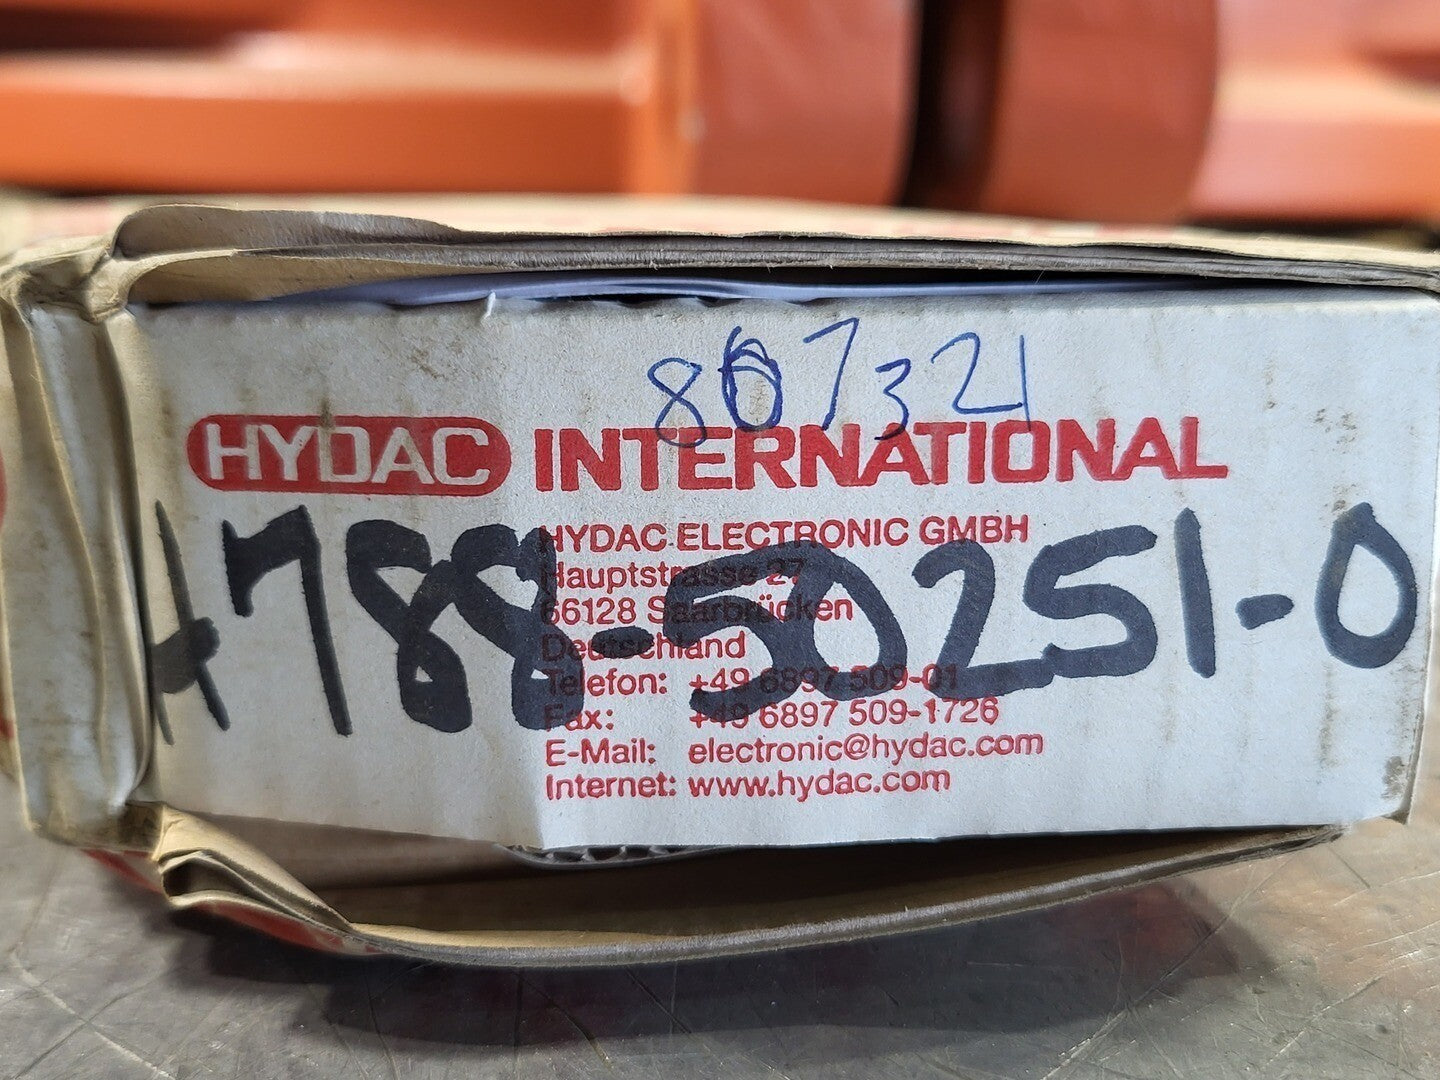 867321
HYDAC INTERNATIONAL
HYDAC ELECTRONIC GMBH
Hauptstrasse 27
66128 Saarbrücken
Deutschland
4788-50251-0
Telefon: +49 6897 509-01
Fax: +49 6897 509-1726
E-Mail: electronic@hydac.com
Internet: www.hydac.com